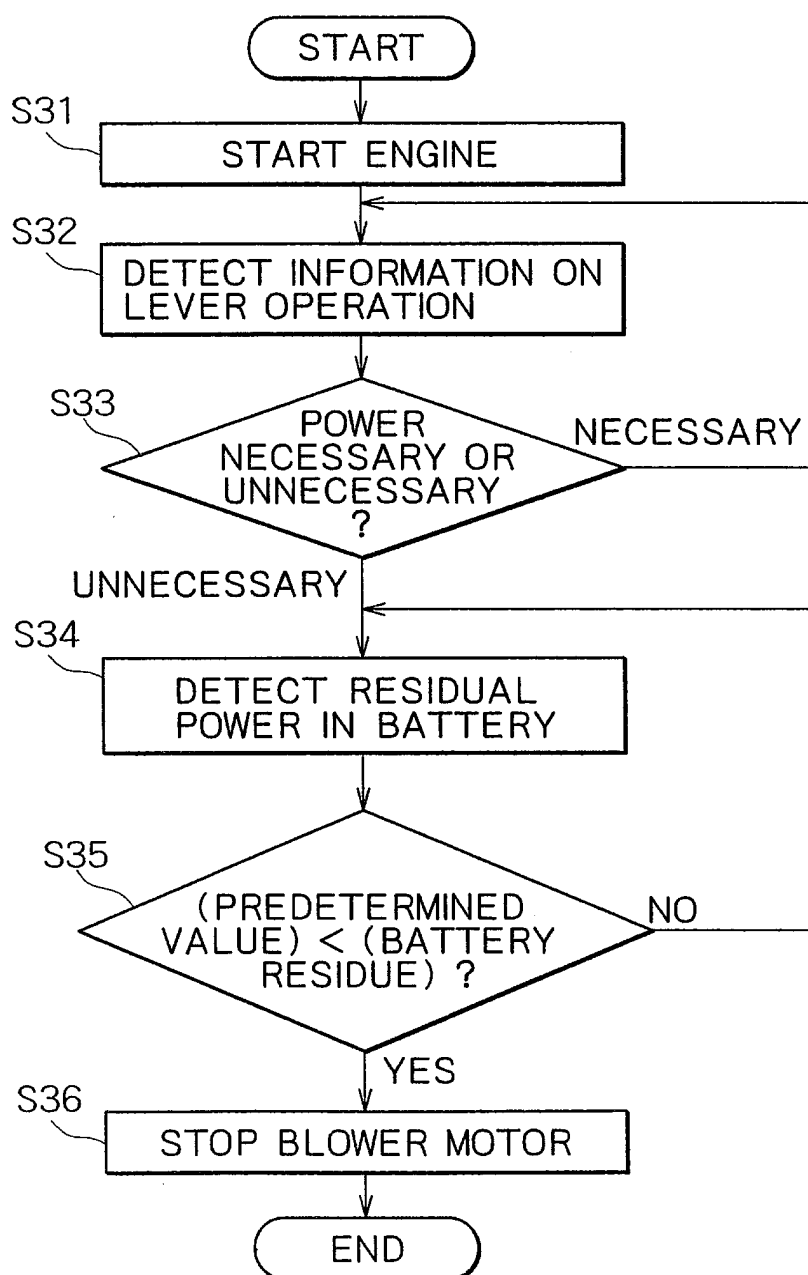 START
S31
START ENGINE
S32
DETECT INFORMATION ON
LEVER OPERATION
S33
POWER
NECESSARY OR
UNNECESSARY
?
NECESSARY
UNNECESSARY
S34
DETECT RESIDUAL
POWER IN BATTERY
S35
(PREDETERMINED
VALUE) < (BATTERY
RESIDUE) ?
NO
YES
S36
STOP BLOWER MOTOR
END